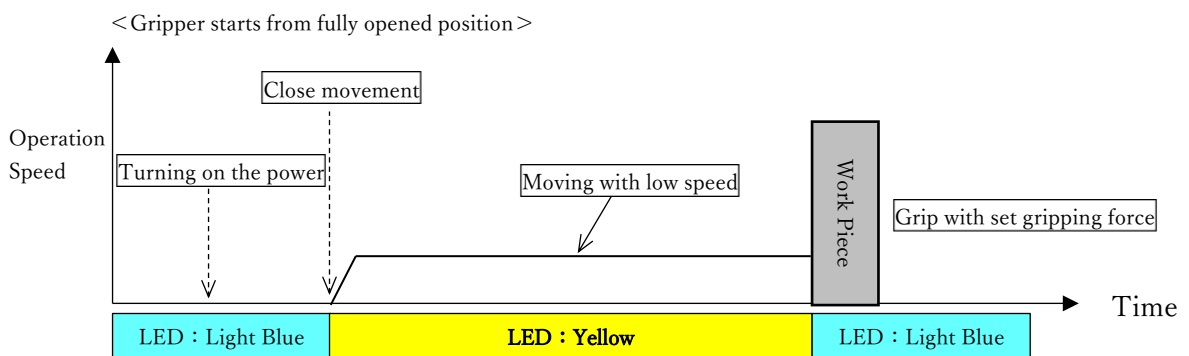 <Gripper starts from fully opened position>
Close movement
Operation
Speed
Turning on the power
Moving with low speed
Work Piece
Grip with set gripping force
Time
LED：Light Blue
LED：Yellow
LED：Light Blue